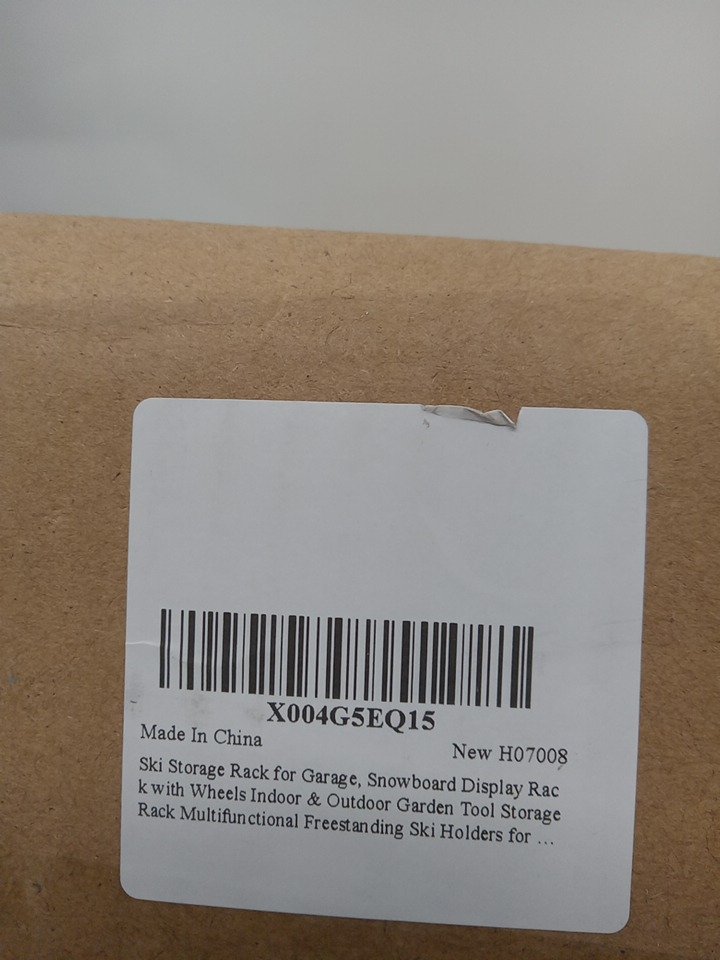 X004G5EQ15
Made In China
New H07008
Ski Storage Rack for Garage, Snowboard Display Rac
k with Wheels Indoor & Outdoor Garden Tool Storage
Rack Multifunctional Freestanding Ski Holders for ...